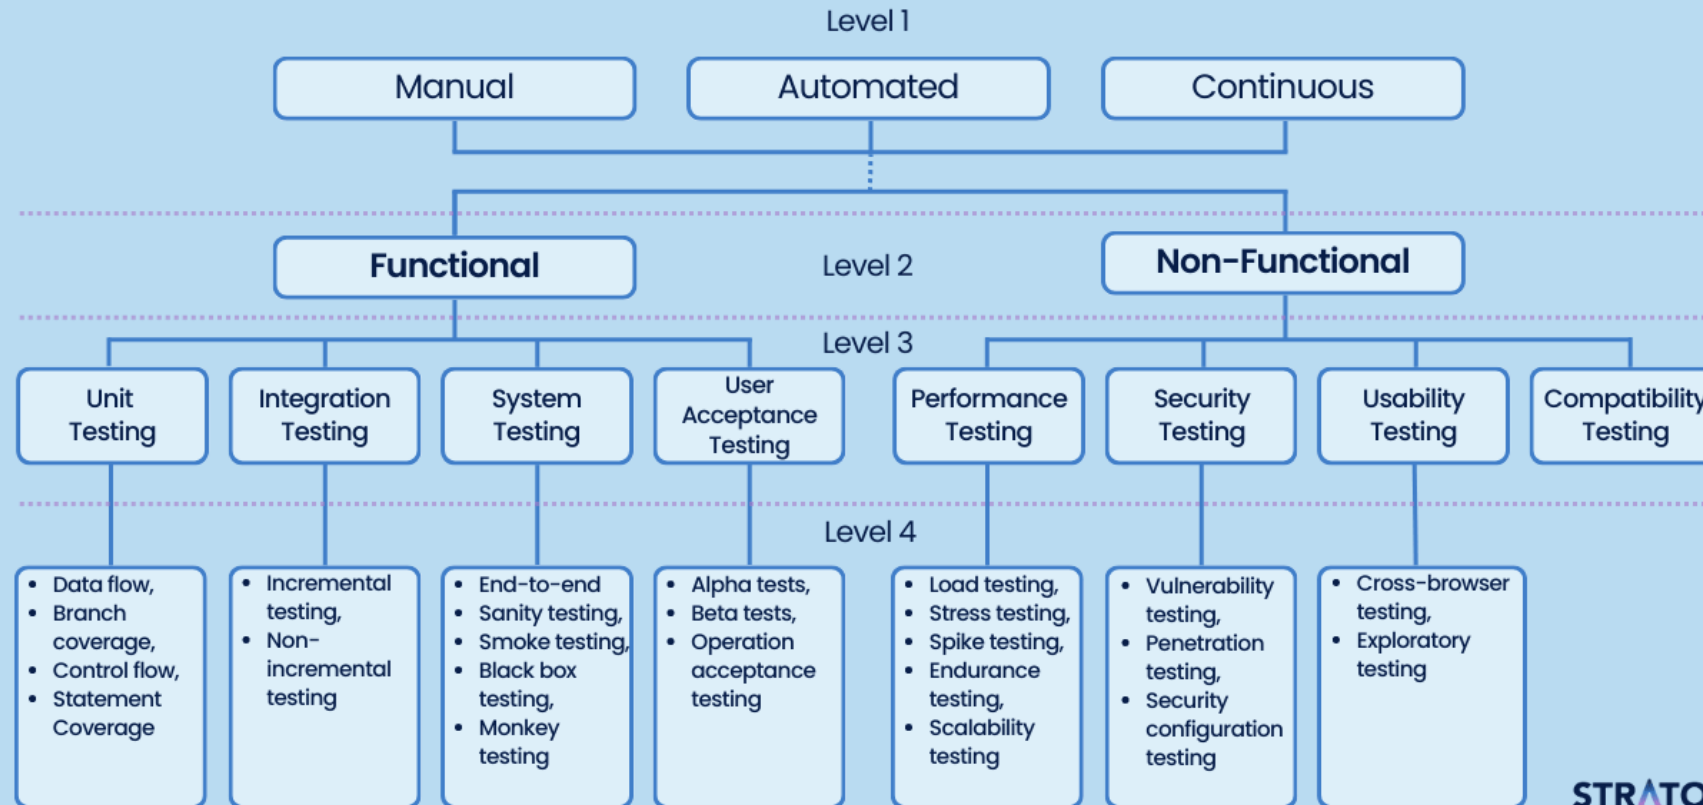 Level 1
Manual
Automated
Continuous
Functional
Level 2
Non-Functional
Level 3
Unit
Testing
Integration
Testing
System
Testing
User
Acceptance
Testing
Performance
Testing
Security
Testing
Usability
Testing
Compatibility
Testing
Level 4
• Data flow,
• Branch
coverage,
• Control flow,
• Statement
Coverage
• Incremental
testing,
• Non-
incremental
testing
• End-to-end
• Sanity testing,
• Smoke testing,
• Black box
testing,
• Monkey
testing
• Alpha tests,
• Beta tests,
• Operation
acceptance
testing
• Load testing,
• Stress testing,
• Spike testing,
• Endurance
testing,
• Scalability
testing
• Vulnerability
testing,
• Penetration
testing,
• Security
configuration
testing
• Cross-browser
testing,
• Exploratory
testing